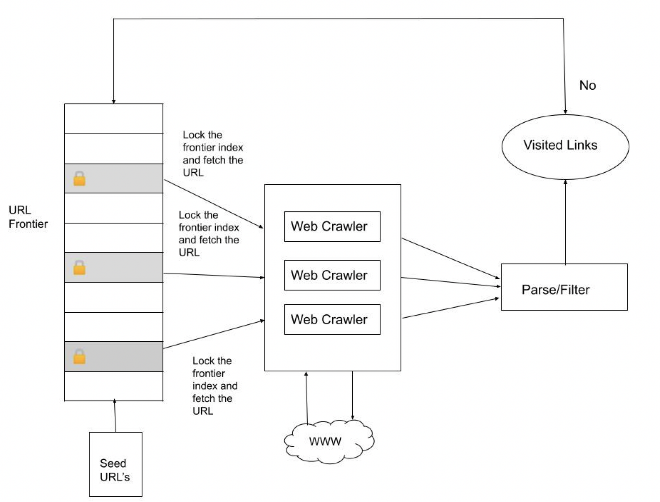 No
Visited Links
Lock the
frontier index
and fetch the
URL
URL
Frontier
Lock the
frontier index
and fetch the
URL
Web Crawler
Web Crawler
Web Crawler
Parse/Filter
Lock the
frontier
index and
fetch the
URL
WWW
Seed
URL's